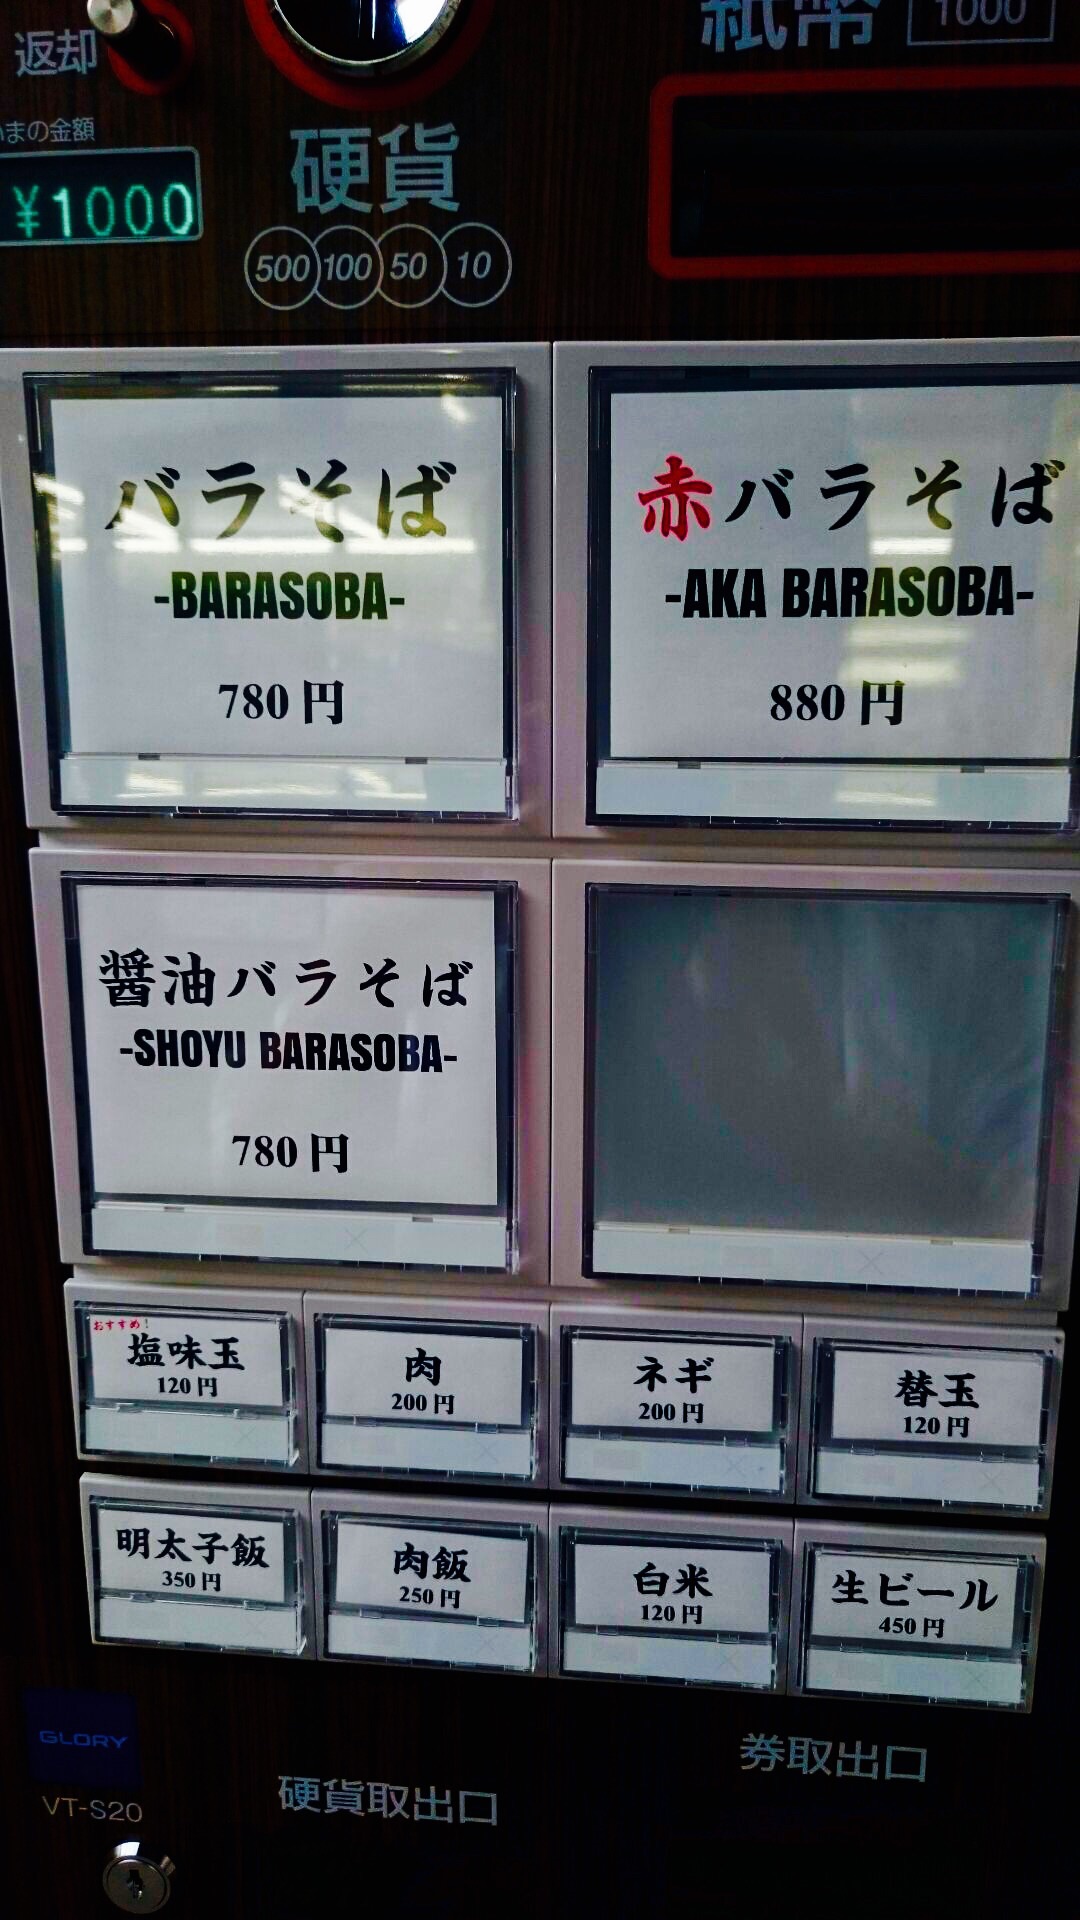 返却
紙幣
1000
いまの金額
¥1000
硬貨
500 100 50 10
バラそば
-BARASOBA-
780円
赤バラそば
-AKA BARASOBA-
880円
醤油バラそば
-SHOYU BARASOBA-
780円
おすすめ!
塩味玉
120円
肉
200円
ネギ
200円
替玉
120円
明太子飯
350円
肉飯
250円
白米
120円
生ビール
450円
GLORY
VT-S20
硬貨取出口
券取出口